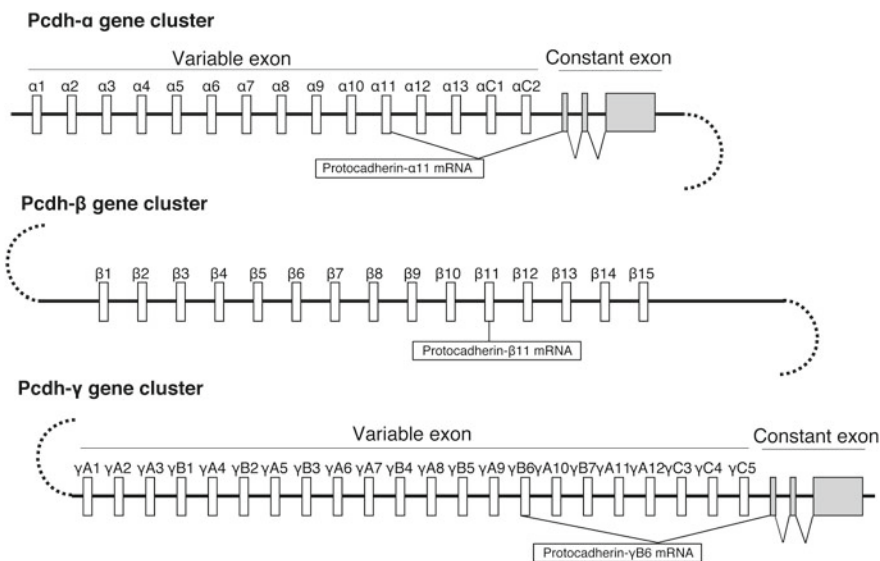 Pcdh-α gene cluster
Variable exon
Constant exon
α1 α2 α3 α4 α5 α6 α7 α8 α9 α10 α11 α12 α13 αC1 αC2
Protocadherin-α11 mRNA
Pcdh-β gene cluster
β1 β2 β3 β4 β5 β6 β7 β8 β9 β10 β11 β12 β13 β14 β15
Protocadherin-β11 mRNA
Pcdh-γ gene cluster
Variable exon
Constant exon
γA1 γA2 γA3 γB1 γA4 γB2 γA5 γB3 γA6 γA7 γB4 γA8 γB5 γA9 γB6 γA10 γB7 γA11 γA12 γC3 γC4 γC5
Protocadherin-γB6 mRNA